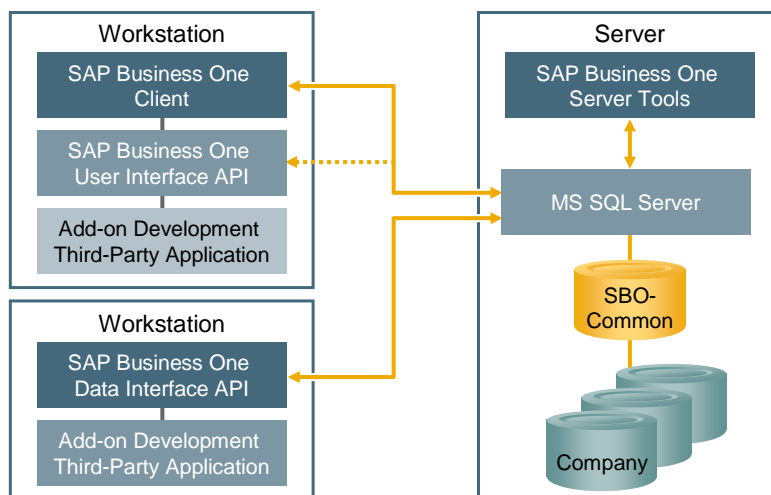 Workstation
SAP Business One
Client
SAP Business One
User Interface API
Add-on Development
Third-Party Application
Workstation
SAP Business One
Data Interface API
Add-on Development
Third-Party Application
Server
SAP Business One
Server Tools
MS SQL Server
SBO-
Common
Company